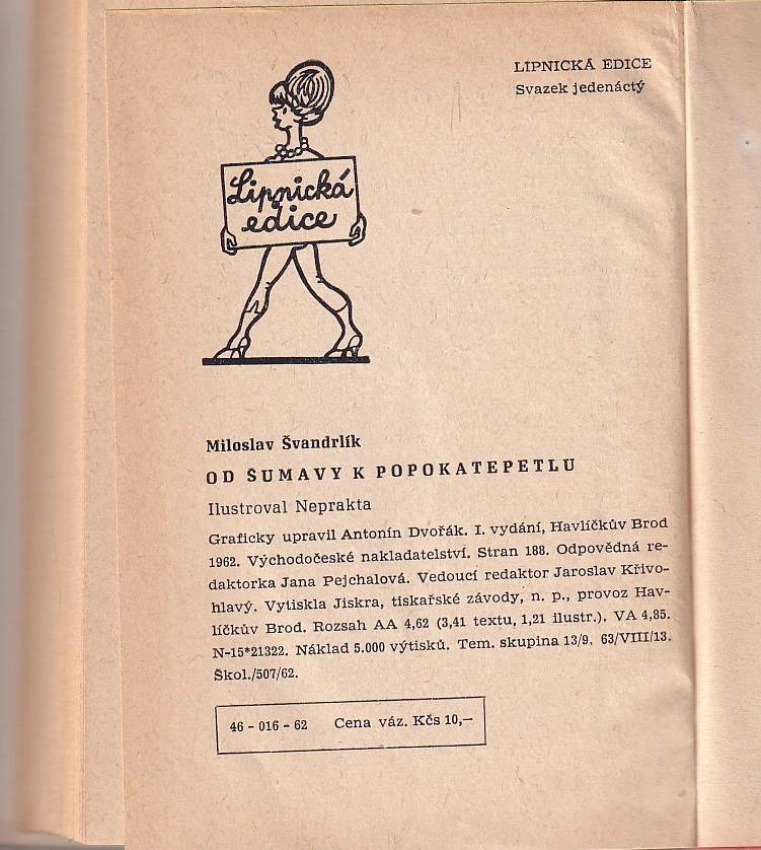 LIPNICKÁ EDICE
Svazek jedenáctý
Lipnická
edice
Miloslav Švandrlík
OD ŠUMAVY K POPOKATEPETLU
Ilustroval Neprakta
Graficky upravil Antonín Dvořák. I. vydání, Havlíčkův Brod
1962. Východočeské nakladatelství. Stran 188. Odpovědná re-
daktorka Jana Pejchalová. Vedoucí redaktor Jaroslav Křivo-
hlavý. Vytiskla Jiskra, tiskařské závody, n. p., provoz Hav-
líčkův Brod. Rozsah AA 4,62 (3,41 textu, 1,21 ilustr.). VA 4,85.
N-15*21322. Náklad 5.000 výtisků. Tem. skupina 13/9. 63/VIII/13.
Škol./507/62.
46 - 016 - 62 Cena váz. Kčs 10,—